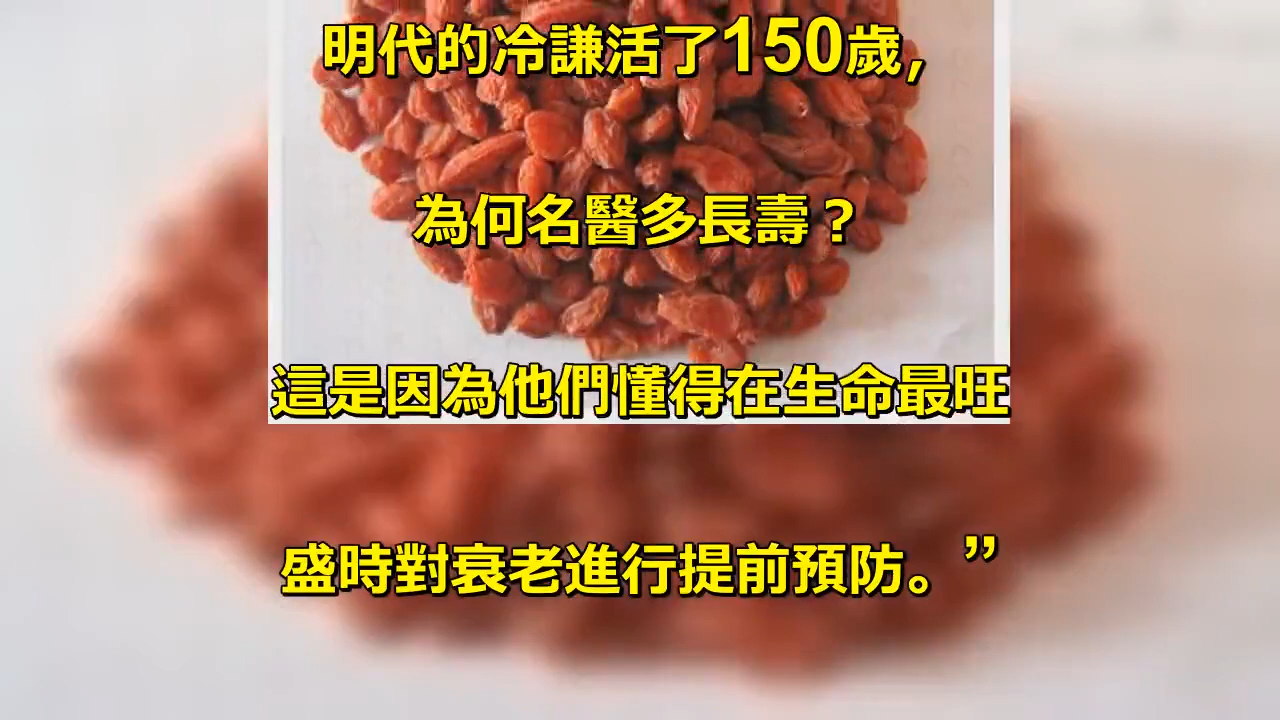 明代的冷謙活了150歲,
為何名醫多長壽？
這是因為他們懂得在生命最旺
盛時對衰老進行提前預防。”